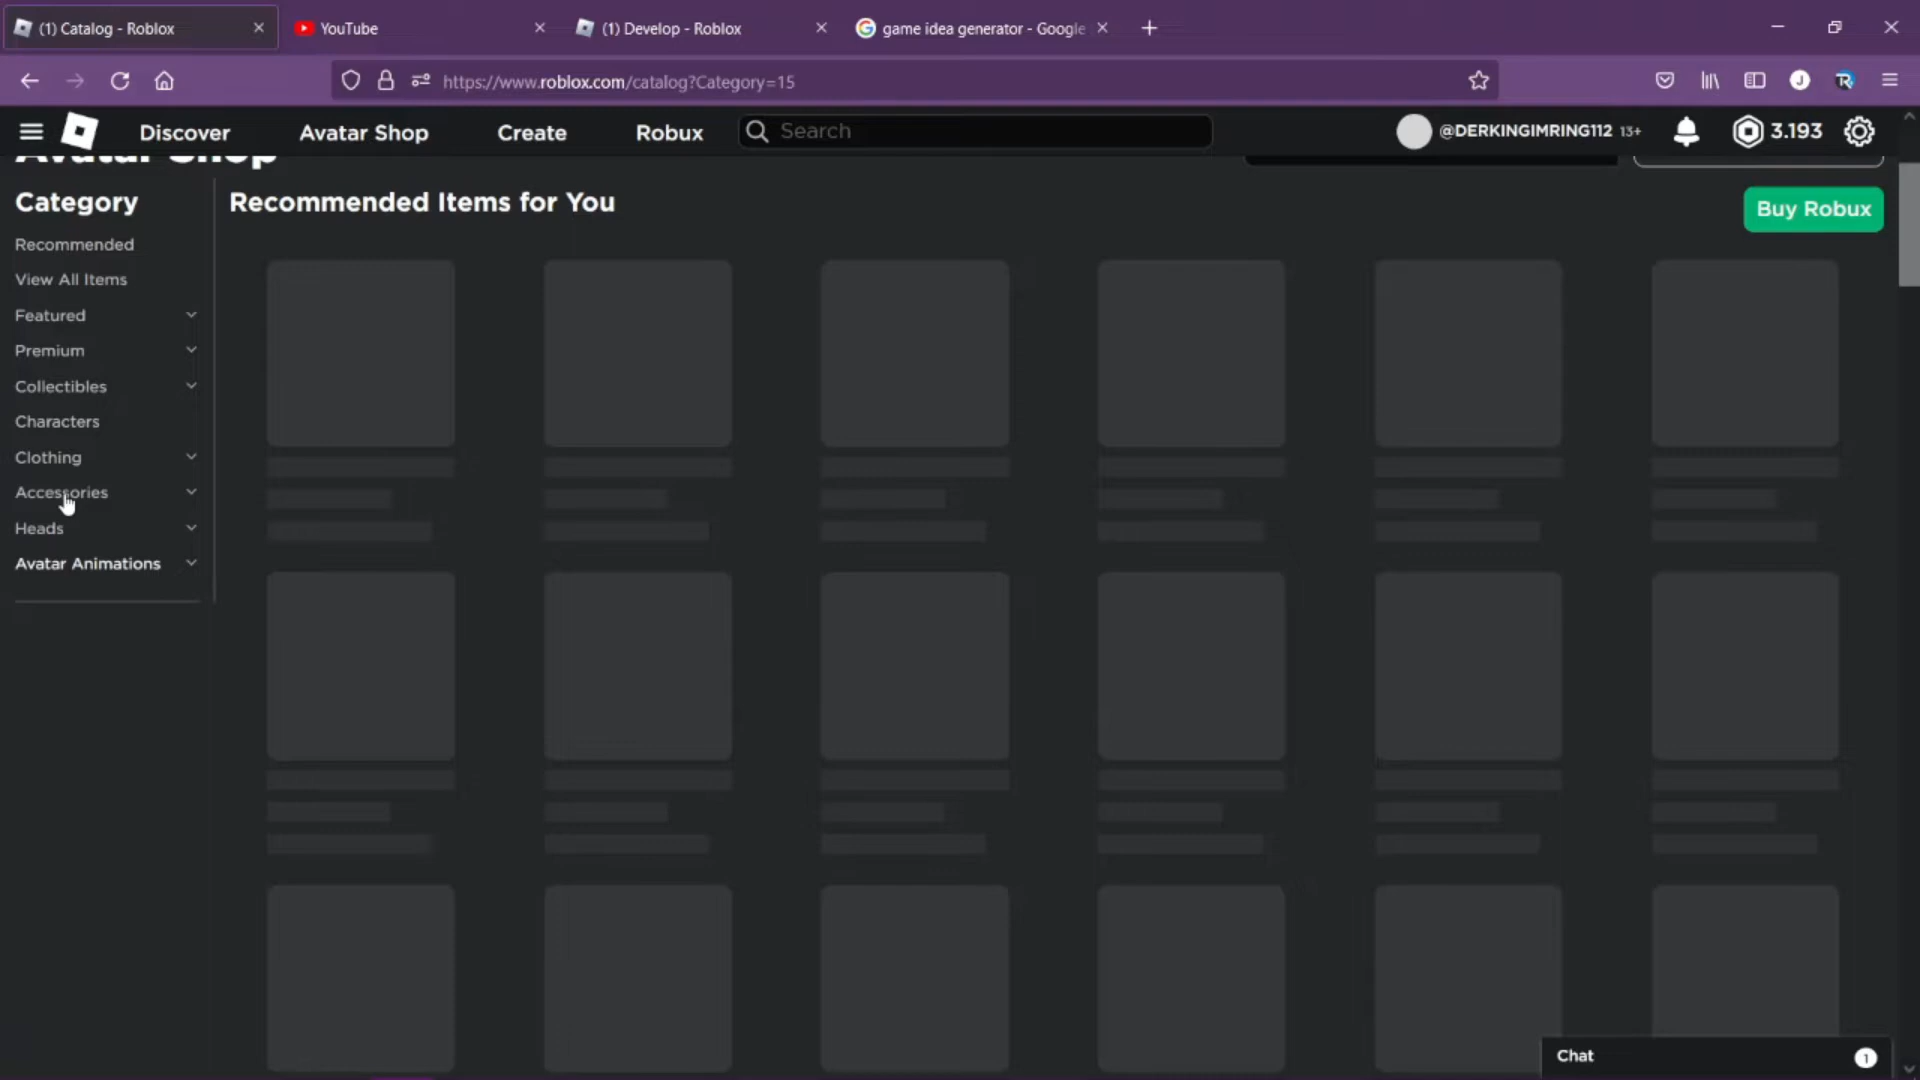 (1) Catalog - Roblox
YouTube
(1) Develop - Roblox
game idea generator - Google
https://www.roblox.com/catalog?Category=15
Discover
Avatar Shop
Create
Robux
Search
@DERKINGIMRING112 13+
3.193
Avatar Shop
Category
Recommended
View All Items
Featured
Premium
Collectibles
Characters
Clothing
Accessories
Heads
Avatar Animations
Recommended Items for You
Buy Robux
Chat
1